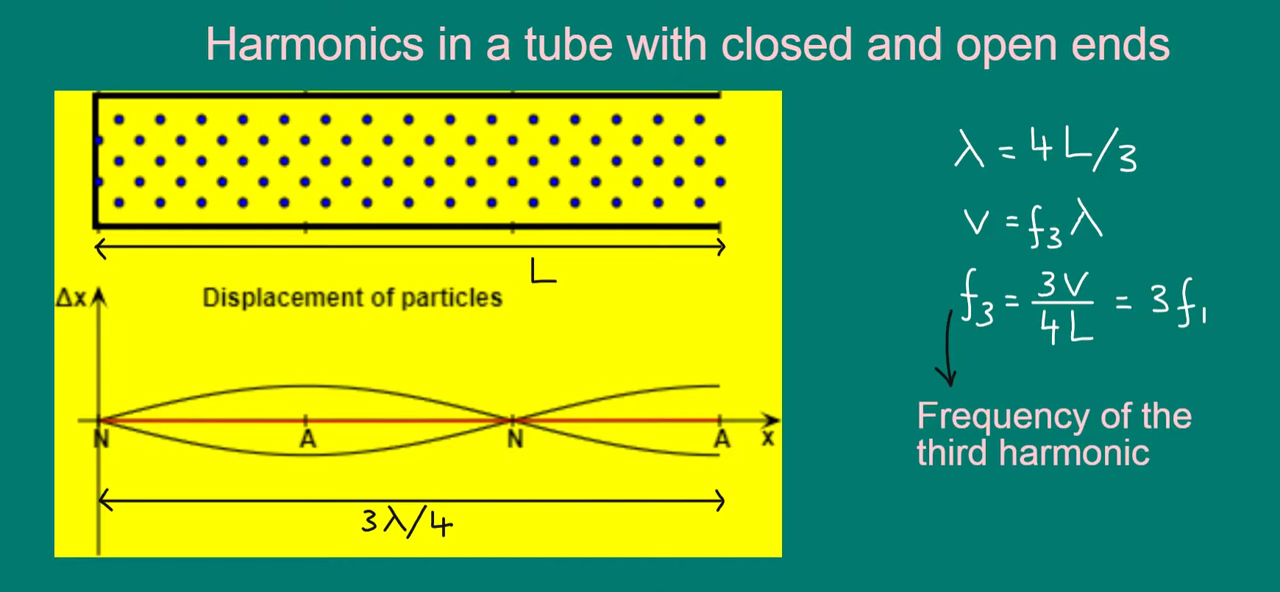 Harmonics in a tube with closed and open ends
L
Δx
Displacement of particles
N A N A x
3λ/4
λ = 4L/3
v = f₃λ
f₃ = 3v/4L = 3f₁
Frequency of the
third harmonic